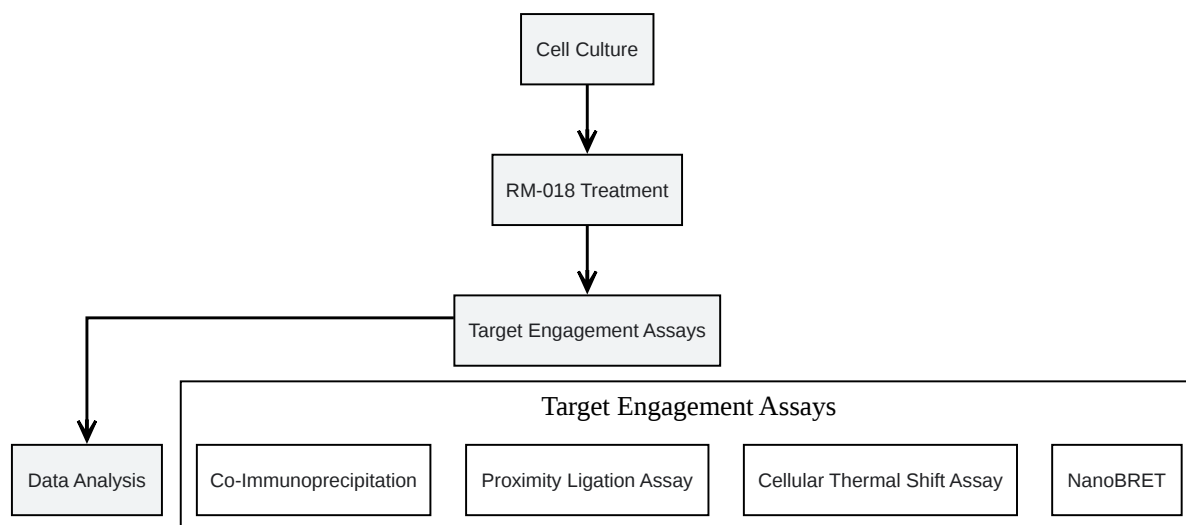 Cell Culture
RM-018 Treatment
Target Engagement Assays
Target Engagement Assays
Data Analysis
Co-Immunoprecipitation
Proximity Ligation Assay
Cellular Thermal Shift Assay
NanoBRET